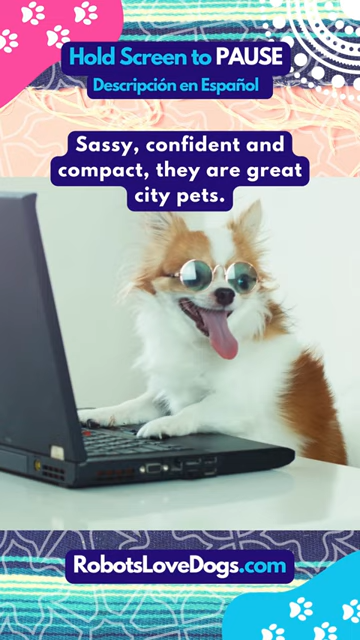 Hold Screen to PAUSE
Descripción en Español
Sassy, confident and
compact, they are great
city pets.
RobotsLoveDogs.com